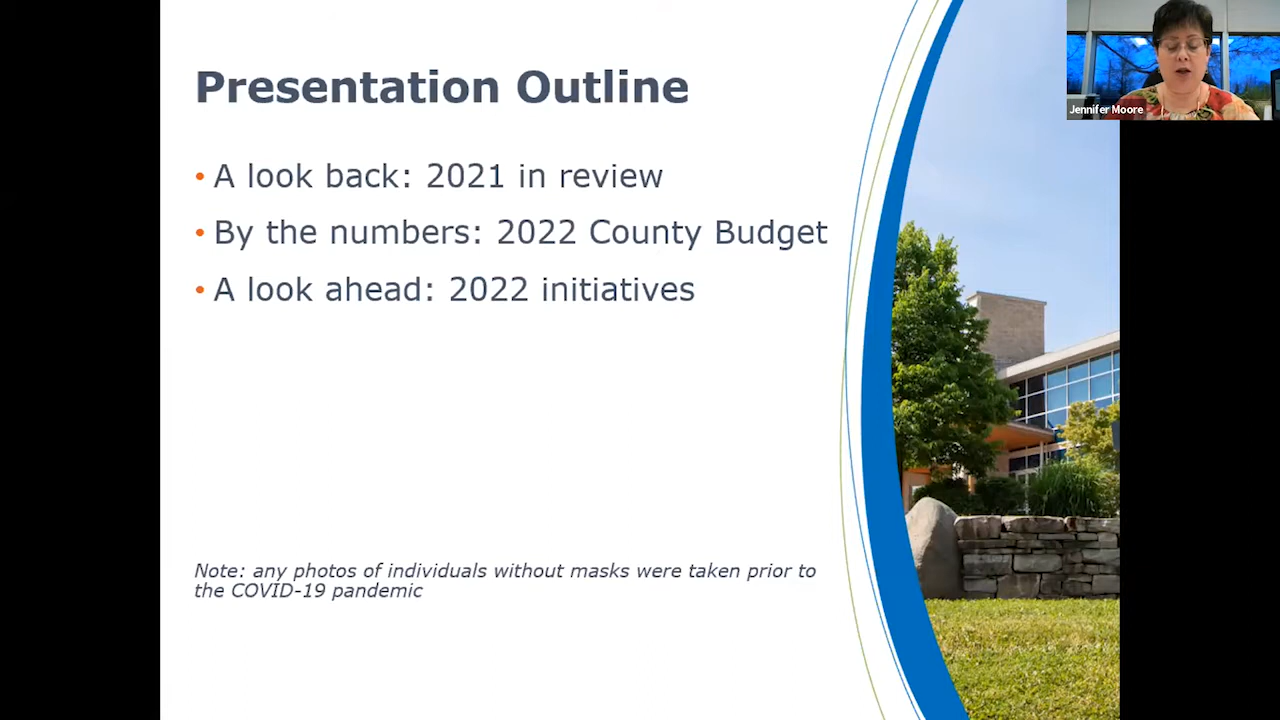 Presentation Outline
• A look back: 2021 in review
• By the numbers: 2022 County Budget
• A look ahead: 2022 initiatives
Note: any photos of individuals without masks were taken prior to
the COVID-19 pandemic
Jennifer Moore